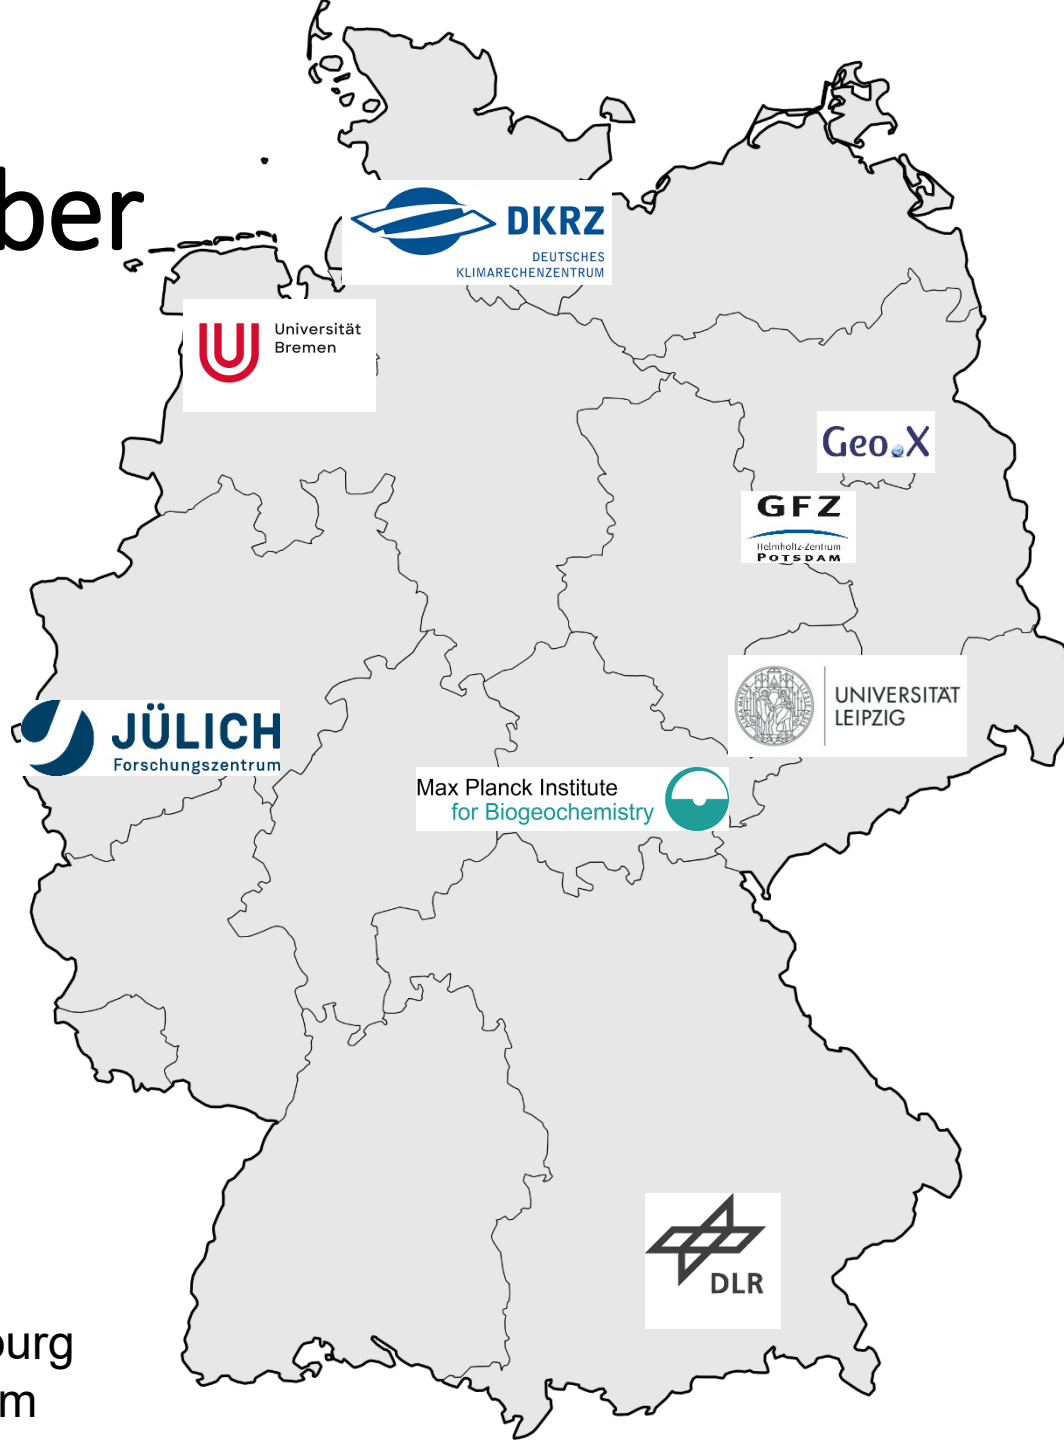 ber
DKRZ
DEUTSCHES
KLIMARECHENZENTRUM
Universität
Bremen
Geo.X
GFZ
Helmholtz-Zentrum
POTSDAM
UNIVERSITÄT
LEIPZIG
JÜLICH
Forschungszentrum
Max Planck Institute
for Biogeochemistry
DLR
burg
m